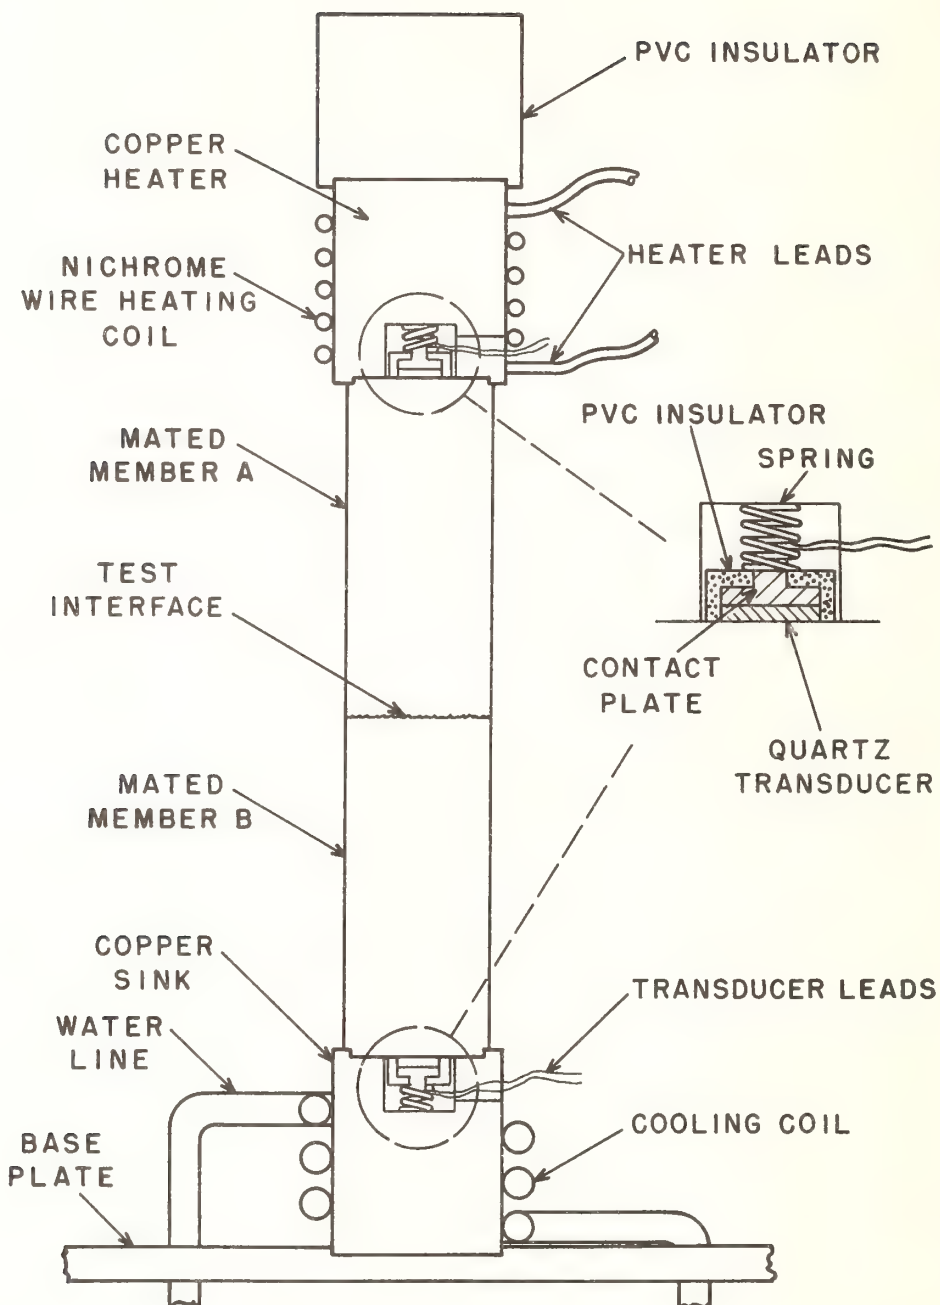 PVC INSULATOR
COPPER
HEATER
HEATER LEADS
NICHROME
WIRE HEATING
COIL
PVC INSULATOR
SPRING
MATED
MEMBER A
TEST
INTERFACE
CONTACT
PLATE
QUARTZ
TRANSDUCER
MATED
MEMBER B
COPPER
SINK
TRANSDUCER LEADS
WATER
LINE
COOLING COIL
BASE
PLATE